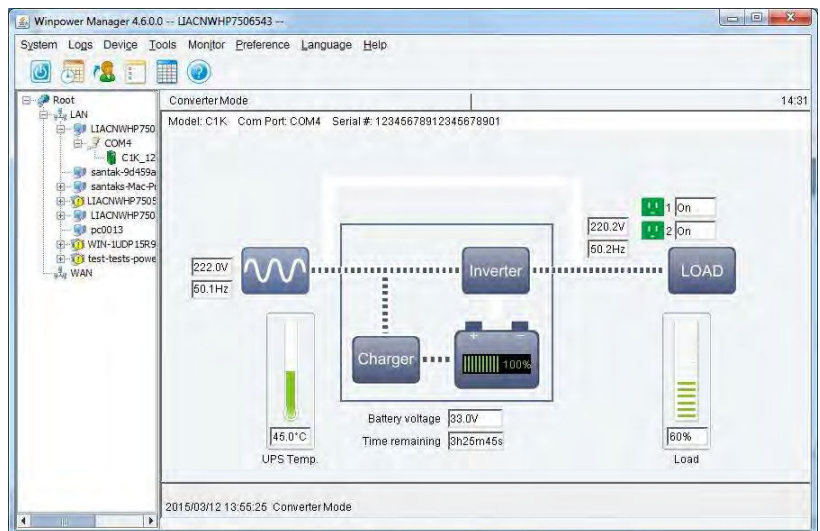 Winpower Manager 4.6.0.0 -- LIACNWHP7506543 --
System Logs Device Tools Monitor Preference Language Help
Root
LAN
LIACNWHP750
COM4
C1K_12
santak-9d459a
santaks-Mac-Pr
LIACNWHP7505
LIACNWHP750
pc0013
WIN-1UDP15R9
test-tests-powe
WAN
Converter Mode 14:31
Model: C1K Com Port: COM4 Serial #: 12345678912345678901
222.0V
50.1Hz
Inverter
Charger
+ −
100%
220.2V
50.2Hz
1 On
2 On
LOAD
Battery voltage 33.0V
Time remaining 3h25m45s
45.0°C
UPS Temp.
60%
Load
2015/03/12 13:55:25 Converter Mode